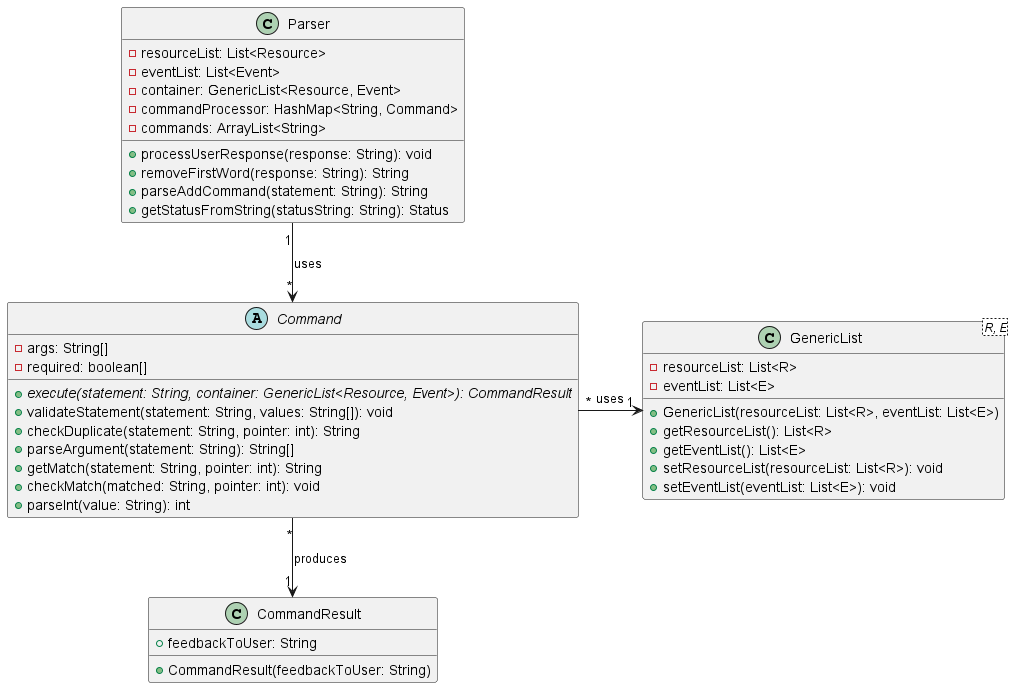 C Parser
resourceList: List<Resource>
eventList: List<Event>
container: GenericList<Resource, Event>
commandProcessor: HashMap<String, Command>
commands: ArrayList<String>
processUserResponse(response: String): void
removeFirstWord(response: String): String
parseAddCommand(statement: String): String
getStatusFromString(statusString: String): Status
1
uses
*
A Command
args: String[]
required: boolean[]
execute(statement: String, container: GenericList<Resource, Event>): CommandResult
validateStatement(statement: String, values: String[]): void
checkDuplicate(statement: String, pointer: int): String
parseArgument(statement: String): String[]
getMatch(statement: String, pointer: int): String
checkMatch(matched: String, pointer: int): void
parseInt(value: String): int
* uses 1
R, E
C GenericList
resourceList: List<R>
eventList: List<E>
GenericList(resourceList: List<R>, eventList: List<E>)
getResourceList(): List<R>
getEventList(): List<E>
setResourceList(resourceList: List<R>): void
setEventList(eventList: List<E>): void
*
produces
1
C CommandResult
feedbackToUser: String
CommandResult(feedbackToUser: String)